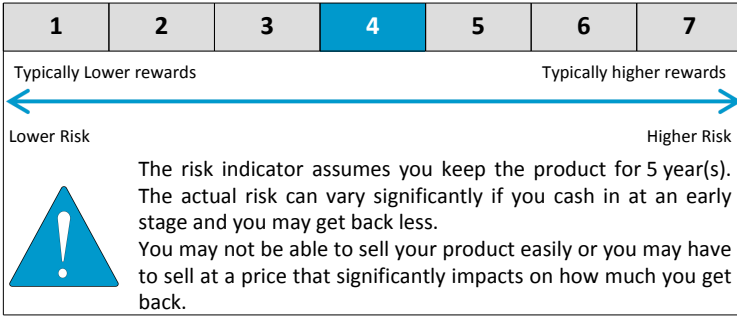 1 2 3 4 5 6 7
Typically Lower rewards Typically higher rewards
Lower Risk Higher Risk
The risk indicator assumes you keep the product for 5 year(s).
The actual risk can vary significantly if you cash in at an early
stage and you may get back less.
You may not be able to sell your product easily or you may have
to sell at a price that significantly impacts on how much you get
back.